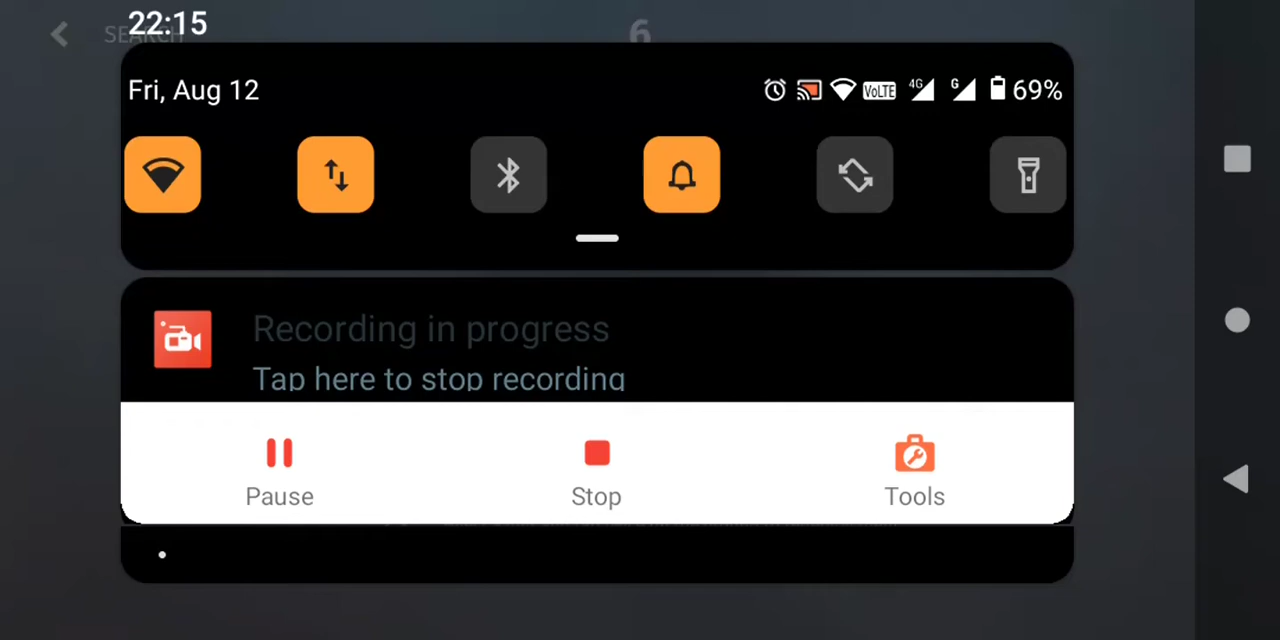 22:15
SEARCH
6
Fri, Aug 12
VoLTE 4G G 69%
Recording in progress
Tap here to stop recording
Pause
Stop
Tools